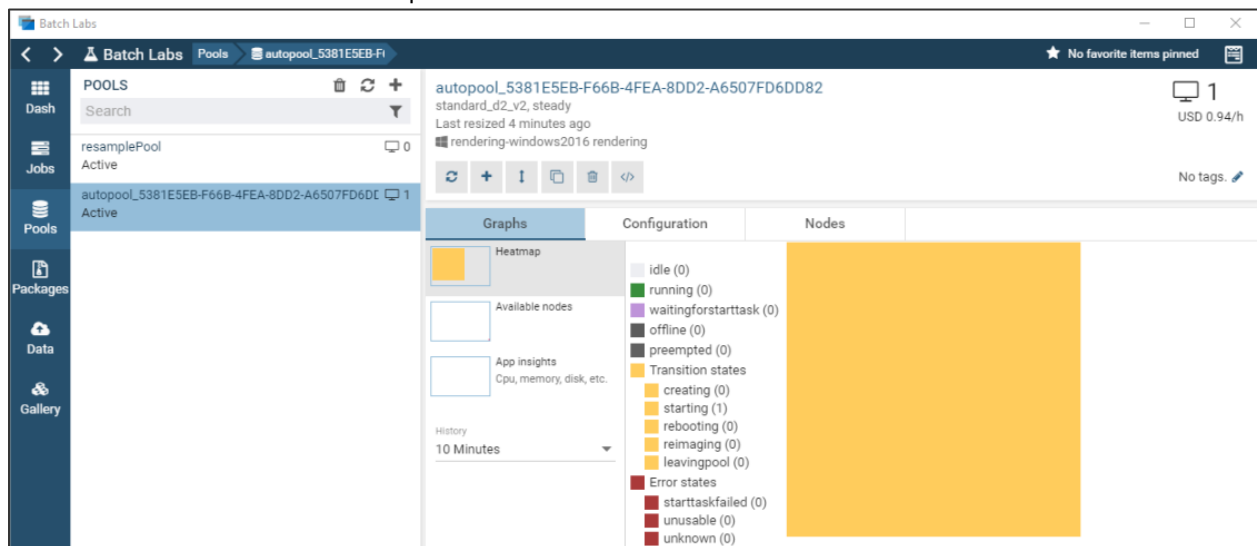 Batch Labs
Batch Labs Pools autopool_5381E5EB-F
No favorite items pinned
Dash
Jobs
Pools
Packages
Data
Gallery
POOLS
Search
resamplePool 0
Active
autopool_5381E5EB-F66B-4FEA-8DD2-A6507FD6DD 1
Active
autopool_5381E5EB-F66B-4FEA-8DD2-A6507FD6DD82
standard_d2_v2, steady
Last resized 4 minutes ago
rendering-windows2016 rendering
1
USD 0.94/h
No tags.
Graphs Configuration Nodes
Heatmap
Available nodes
App insights
Cpu, memory, disk, etc.
History
10 Minutes
idle (0)
running (0)
waitingforstarttask (0)
offline (0)
preempted (0)
Transition states
creating (0)
starting (1)
rebooting (0)
reimaging (0)
leavingpool (0)
Error states
starttaskfailed (0)
unusable (0)
unknown (0)